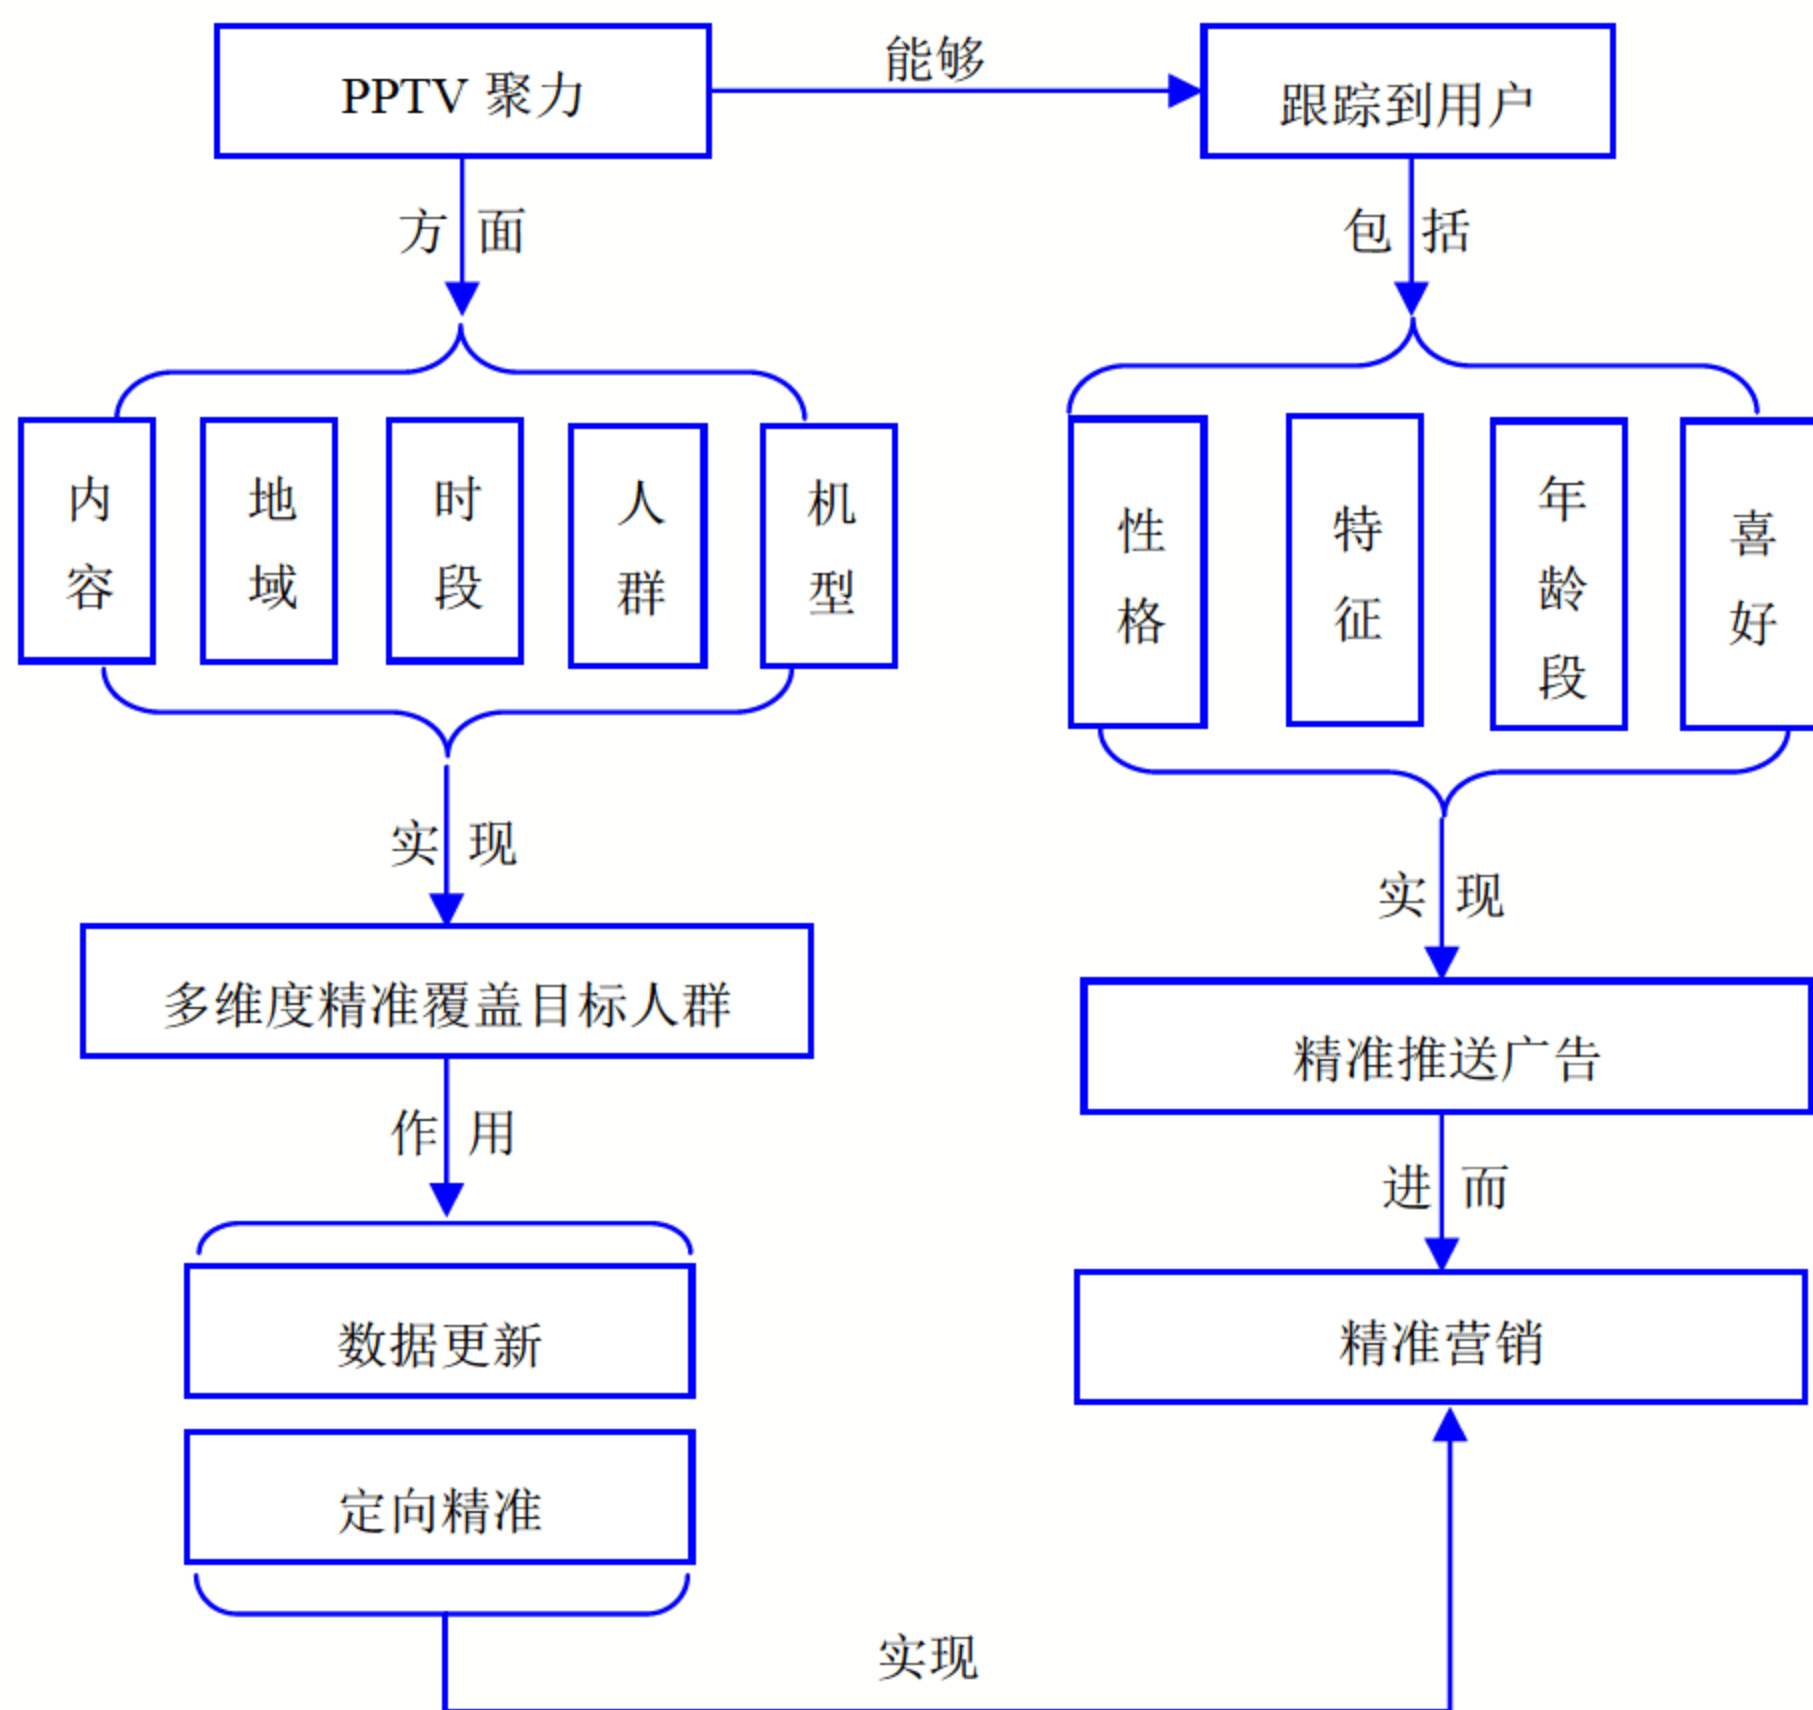 PPTV 聚力
能够
跟踪到用户
方面
包括
内容
地域
时段
人群
机型
性格
特征
年龄段
喜好
实现
实现
多维度精准覆盖目标人群
精准推送广告
作用
进而
数据更新
精准营销
定向精准
实现